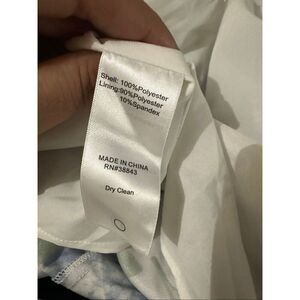 Shell: 100%Polyester
Lining:90%Polyester
10%Spandex
MADE IN CHINA
RN#38843
Dry Clean